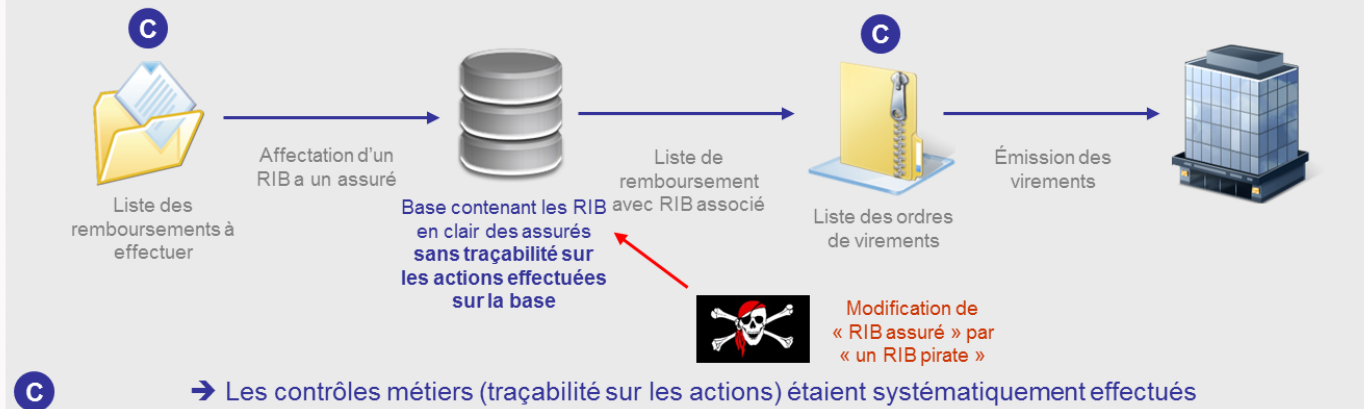 C
C
Affectation d'un
RIB a un assuré
Liste de
remboursement
avec RIB associé
Émission des
virements
Liste des
remboursements à
effectuer
Base contenant les RIB
en clair des assurés
sans traçabilité sur
les actions effectuées
sur la base
Liste des ordres
de virements
Modification de
« RIB assuré » par
« un RIB pirate »
C
➔ Les contrôles métiers (traçabilité sur les actions) étaient systématiquement effectués